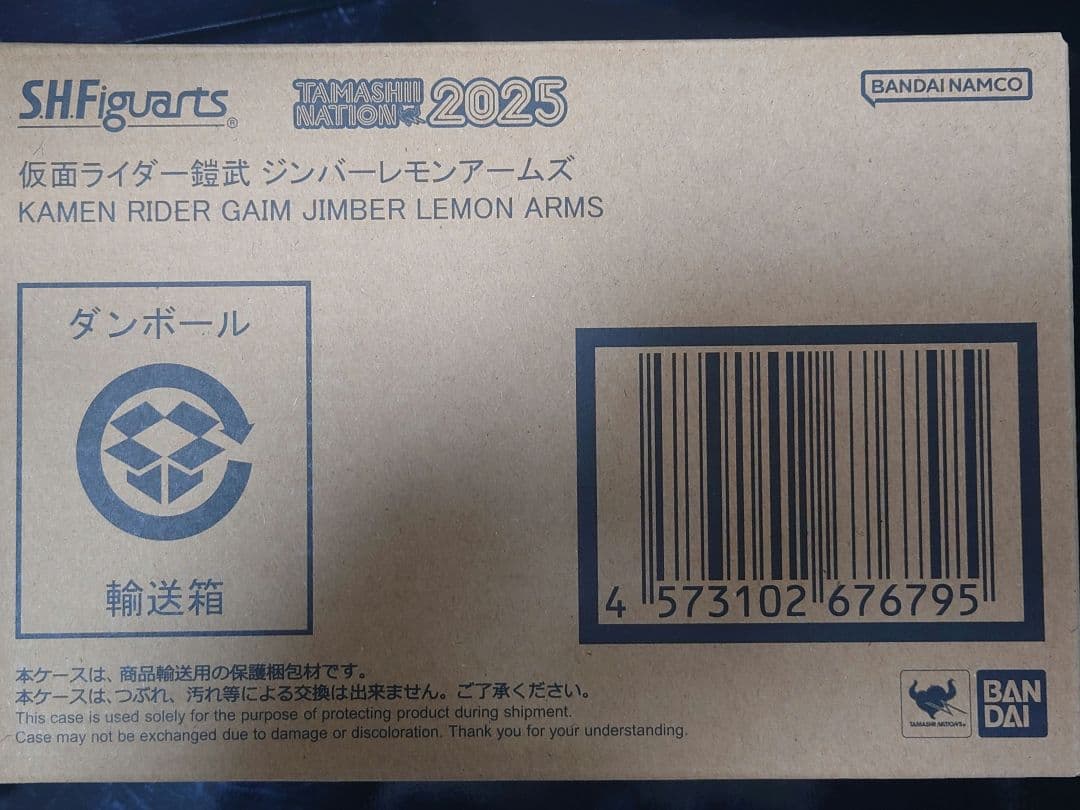 S.H.Figuarts®
TAMASHII NATION 2025
BANDAI NAMCO
仮面ライダー鎧武 ジンバーレモンアームズ
KAMEN RIDER GAIM JIMBER LEMON ARMS
ダンボール
輸送箱
4 573102 676795
本ケースは、商品輸送用の保護梱包材です。
本ケースは、つぶれ、汚れ等による交換は出来ません。ご了承ください。
This case is used solely for the purpose of protecting product during shipment.
Case may not be exchanged due to damage or discoloration. Thank you for your understanding.
TAMASHII NATIONS
BAN
DAI